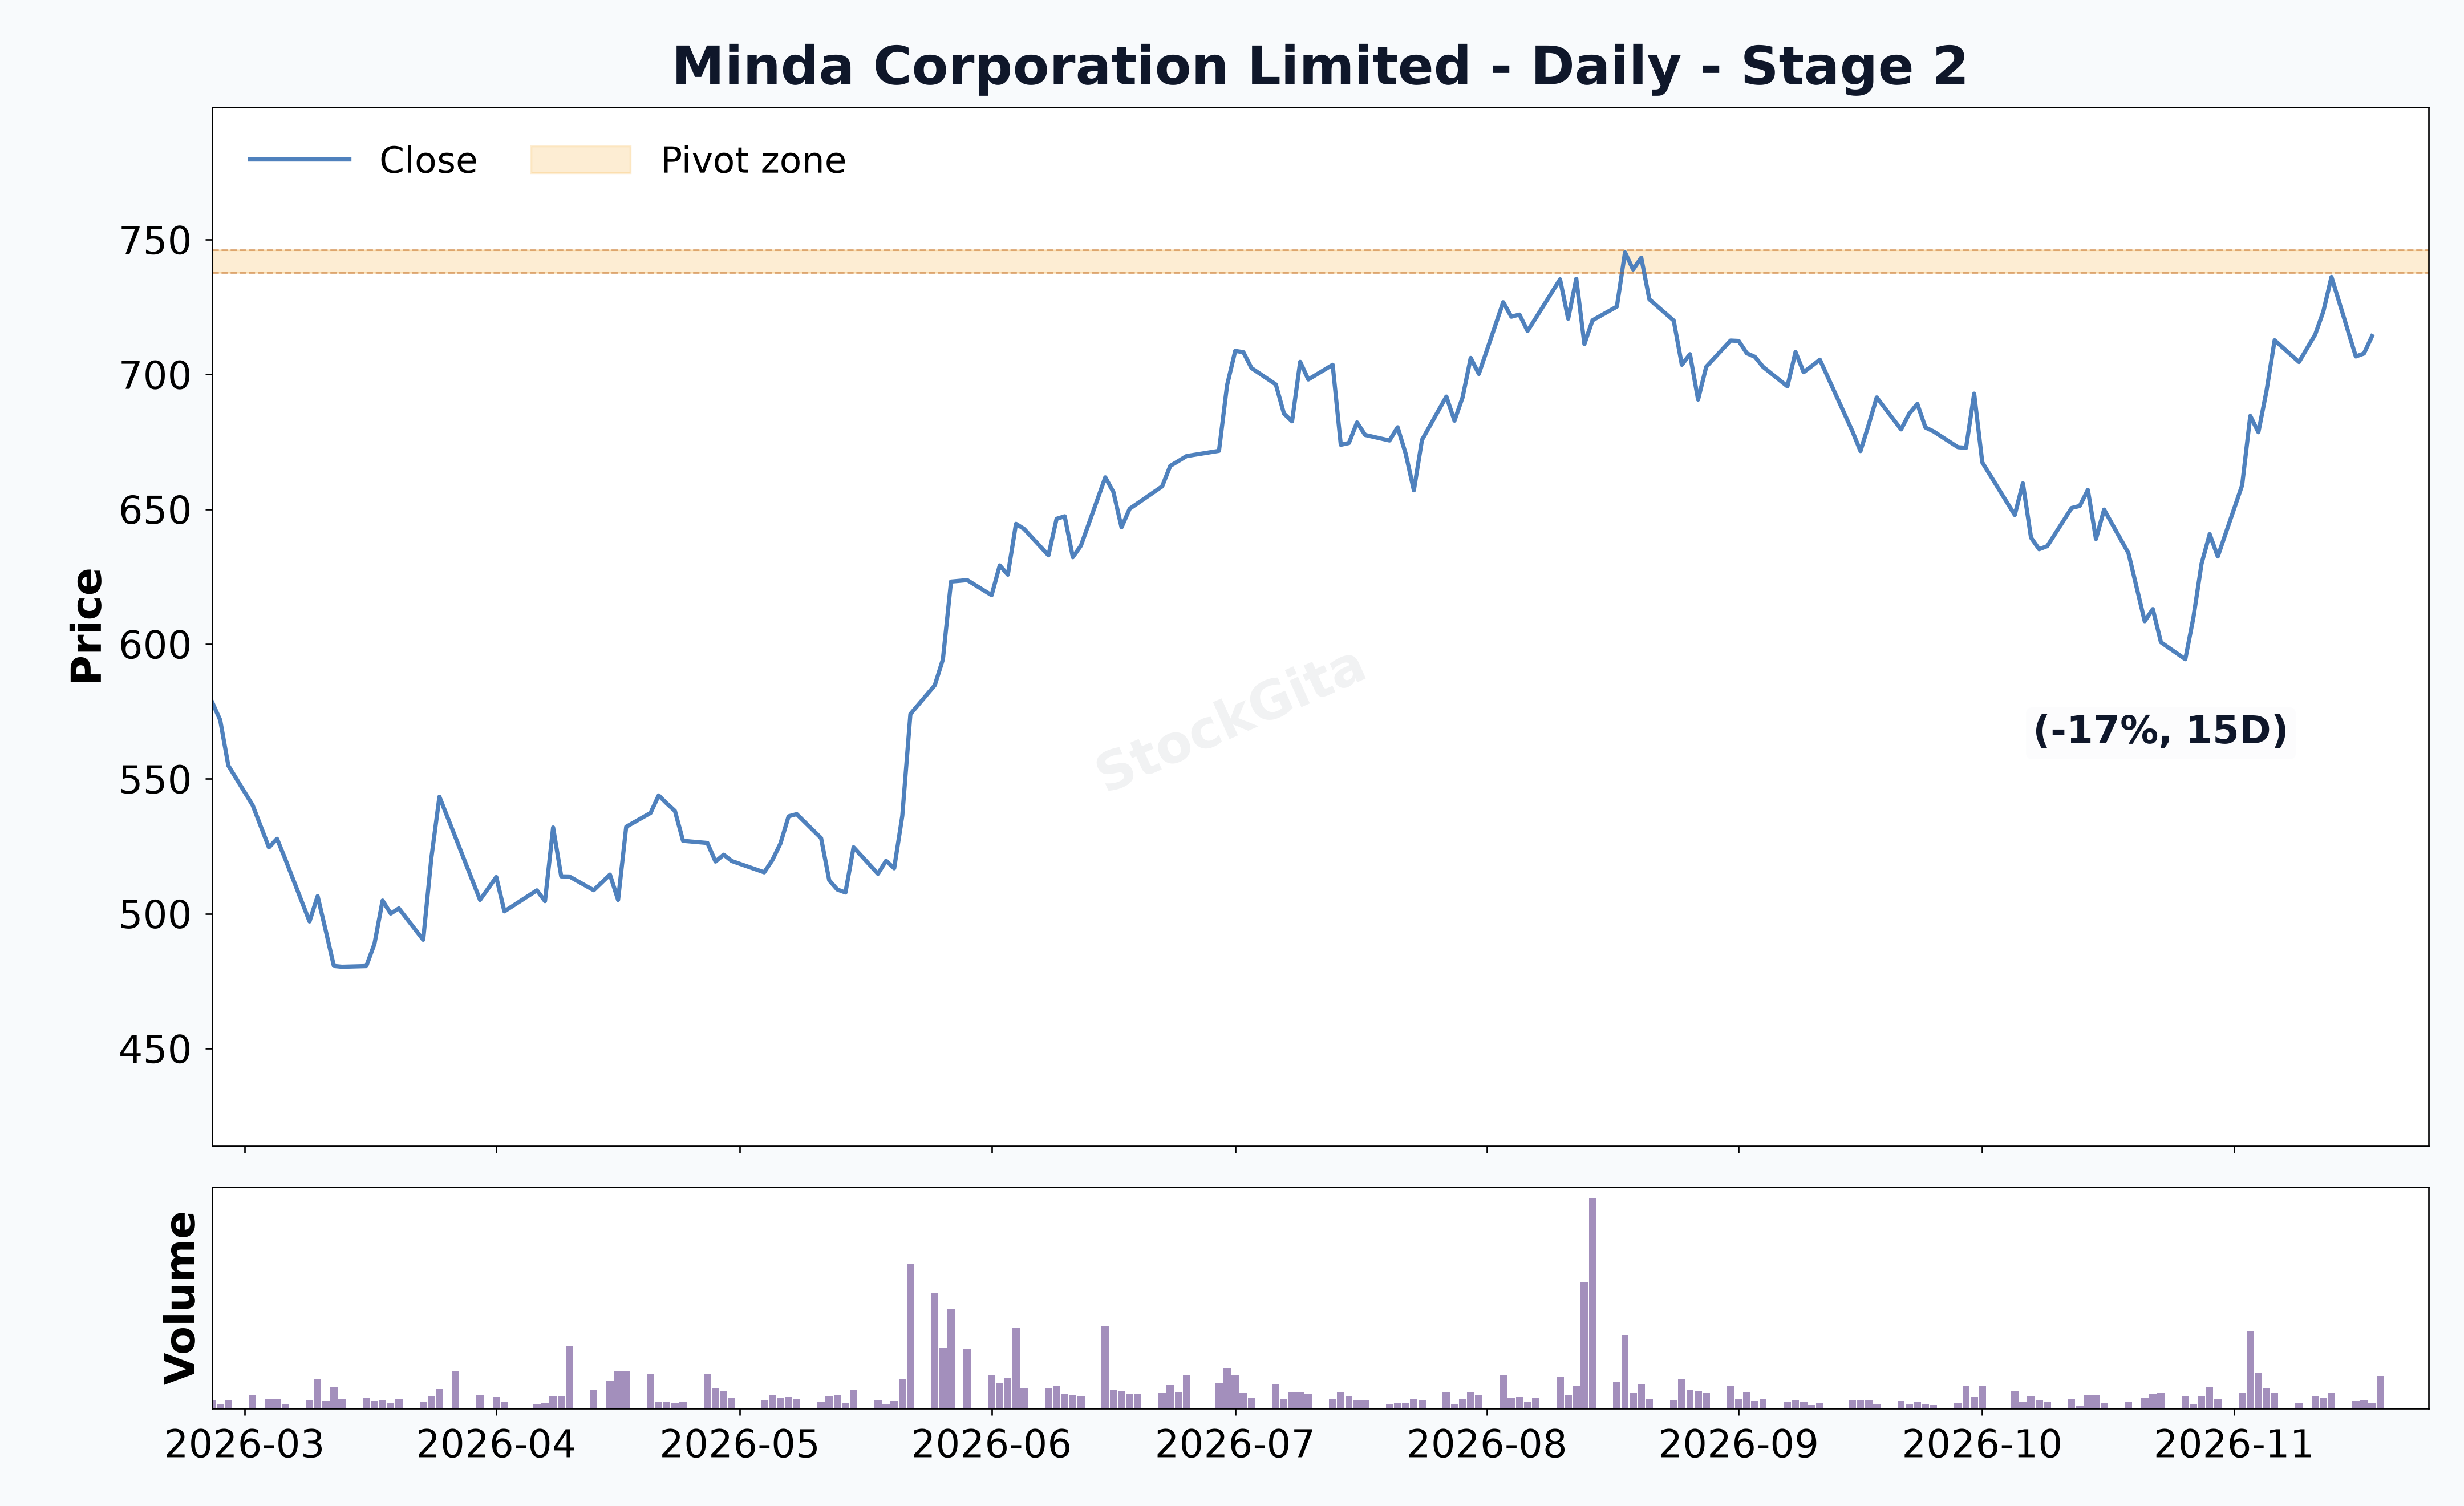 Minda Corporation Limited - Daily - Stage 2
Close
Pivot zone
750
700
650
600
550
500
450
Price
StockGita
(-17%, 15D)
Volume
2026-03
2026-04
2026-05
2026-06
2026-07
2026-08
2026-09
2026-10
2026-11